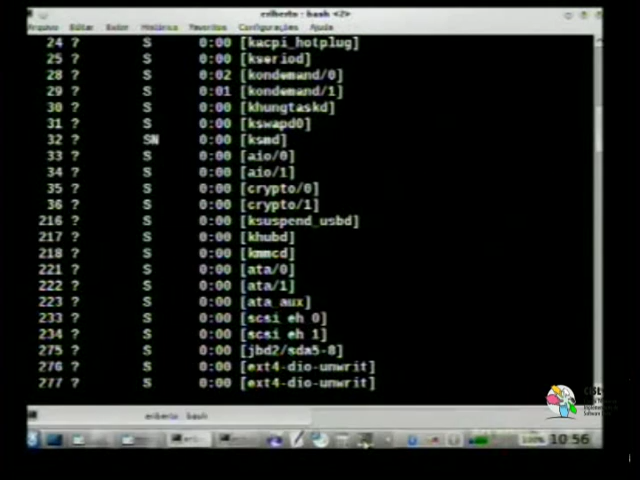 eriberto : bash <2>
Arquivo Editar Exibir Histórico Favoritos Configurações Ajuda
24 ? S 0:00 [kacpi_hotplug]
25 ? S 0:00 [kseriod]
28 ? S 0:02 [kondemand/0]
29 ? S 0:01 [kondemand/1]
30 ? S 0:00 [khungtaskd]
31 ? S 0:00 [kswapd0]
32 ? SN 0:00 [ksmd]
33 ? S 0:00 [aio/0]
34 ? S 0:00 [aio/1]
35 ? S 0:00 [crypto/0]
36 ? S 0:00 [crypto/1]
216 ? S 0:00 [ksuspend_usbd]
217 ? S 0:00 [khubd]
218 ? S 0:00 [kmmcd]
221 ? S 0:00 [ata/0]
222 ? S 0:00 [ata/1]
223 ? S 0:00 [ata_aux]
233 ? S 0:00 [scsi_eh_0]
234 ? S 0:00 [scsi_eh_1]
275 ? S 0:00 [jbd2/sda5-8]
276 ? S 0:00 [ext4-dio-unwrit]
277 ? S 0:00 [ext4-dio-unwrit]
eriberto : bash
100% 10:56